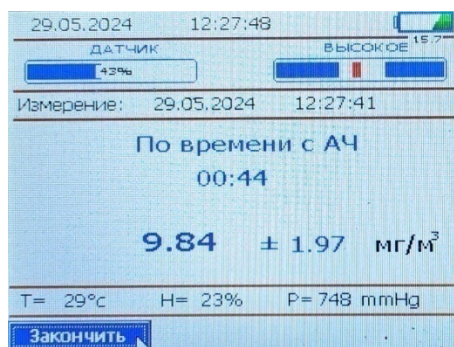 29.05.2024 12:27:48
ДАТЧИК ВЫСОКОЕ 15.7
43%
Измерение: 29.05.2024 12:27:41
По времени с АЧ
00:44
9.84 ± 1.97 мг/м³
T= 29°c H= 23% P= 748 mmHg
Закончить